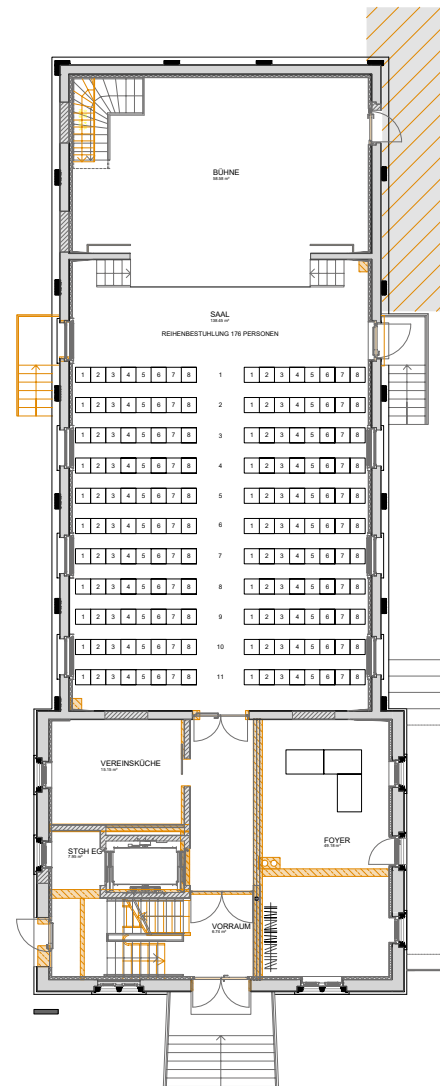 BÜHNE
SAAL
REIHENBESTUHLUNG 176 PERSONEN
1 2 3 4 5 6 7 8 1 1 2 3 4 5 6 7 8
1 2 3 4 5 6 7 8 2 1 2 3 4 5 6 7 8
1 2 3 4 5 6 7 8 3 1 2 3 4 5 6 7 8
1 2 3 4 5 6 7 8 4 1 2 3 4 5 6 7 8
1 2 3 4 5 6 7 8 5 1 2 3 4 5 6 7 8
1 2 3 4 5 6 7 8 6 1 2 3 4 5 6 7 8
1 2 3 4 5 6 7 8 7 1 2 3 4 5 6 7 8
1 2 3 4 5 6 7 8 8 1 2 3 4 5 6 7 8
1 2 3 4 5 6 7 8 9 1 2 3 4 5 6 7 8
1 2 3 4 5 6 7 8 10 1 2 3 4 5 6 7 8
1 2 3 4 5 6 7 8 11 1 2 3 4 5 6 7 8
VEREINSKÜCHE
FOYER
STGH EG
VORRAUM